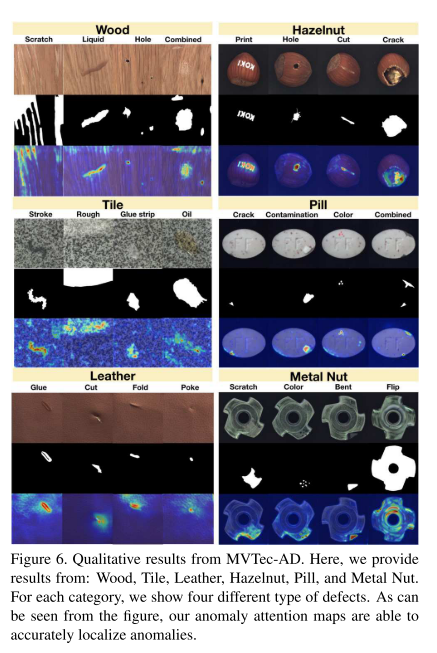 Wood
Scratch Liquid Hole Combined
Hazelnut
Print Hole Cut Crack
KOKI
KOKI
KOKI
Tile
Stroke Rough Glue strip Oil
Pill
Crack Contamination Color Combined
Leather
Glue Cut Fold Poke
Metal Nut
Scratch Color Bent Flip
Figure 6. Qualitative results from MVTec-AD. Here, we provide
results from: Wood, Tile, Leather, Hazelnut, Pill, and Metal Nut.
For each category, we show four different type of defects. As can
be seen from the figure, our anomaly attention maps are able to
accurately localize anomalies.